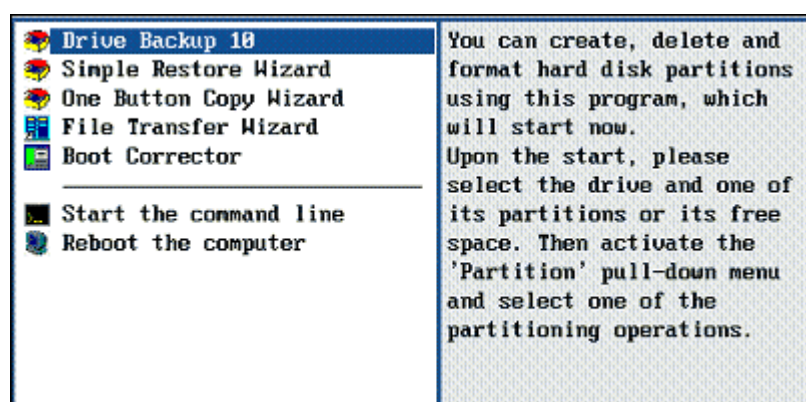 Drive Backup 10
Simple Restore Wizard
One Button Copy Wizard
File Transfer Wizard
Boot Corrector
Start the command line
Reboot the computer
You can create, delete and
format hard disk partitions
using this program, which
will start now.
Upon the start, please
select the drive and one of
its partitions or its free
space. Then activate the
'Partition' pull-down menu
and select one of the
partitioning operations.